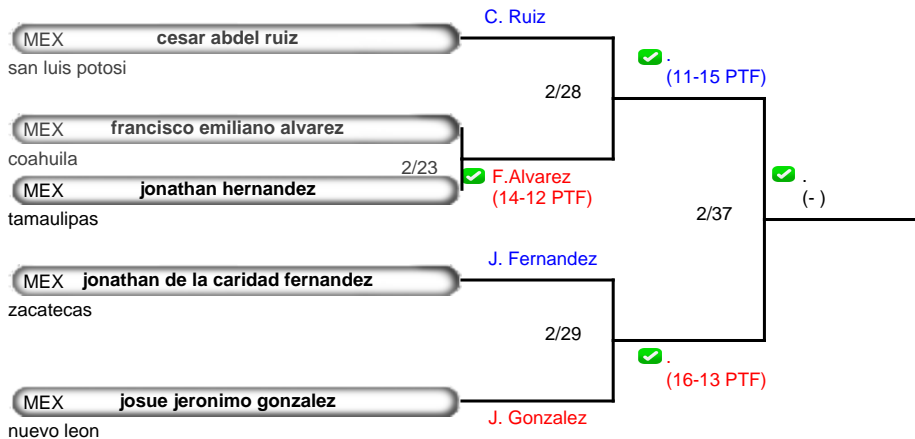 C. Ruiz
MEX cesar abdel ruiz
san luis potosi
.
(11-15 PTF)
2/28
MEX francisco emiliano alvarez
coahuila
2/23
F.Alvarez
(14-12 PTF)
MEX jonathan hernandez
tamaulipas
.
(- )
2/37
J. Fernandez
MEX jonathan de la caridad fernandez
zacatecas
2/29
.
(16-13 PTF)
MEX josue jeronimo gonzalez
J. Gonzalez
nuevo leon